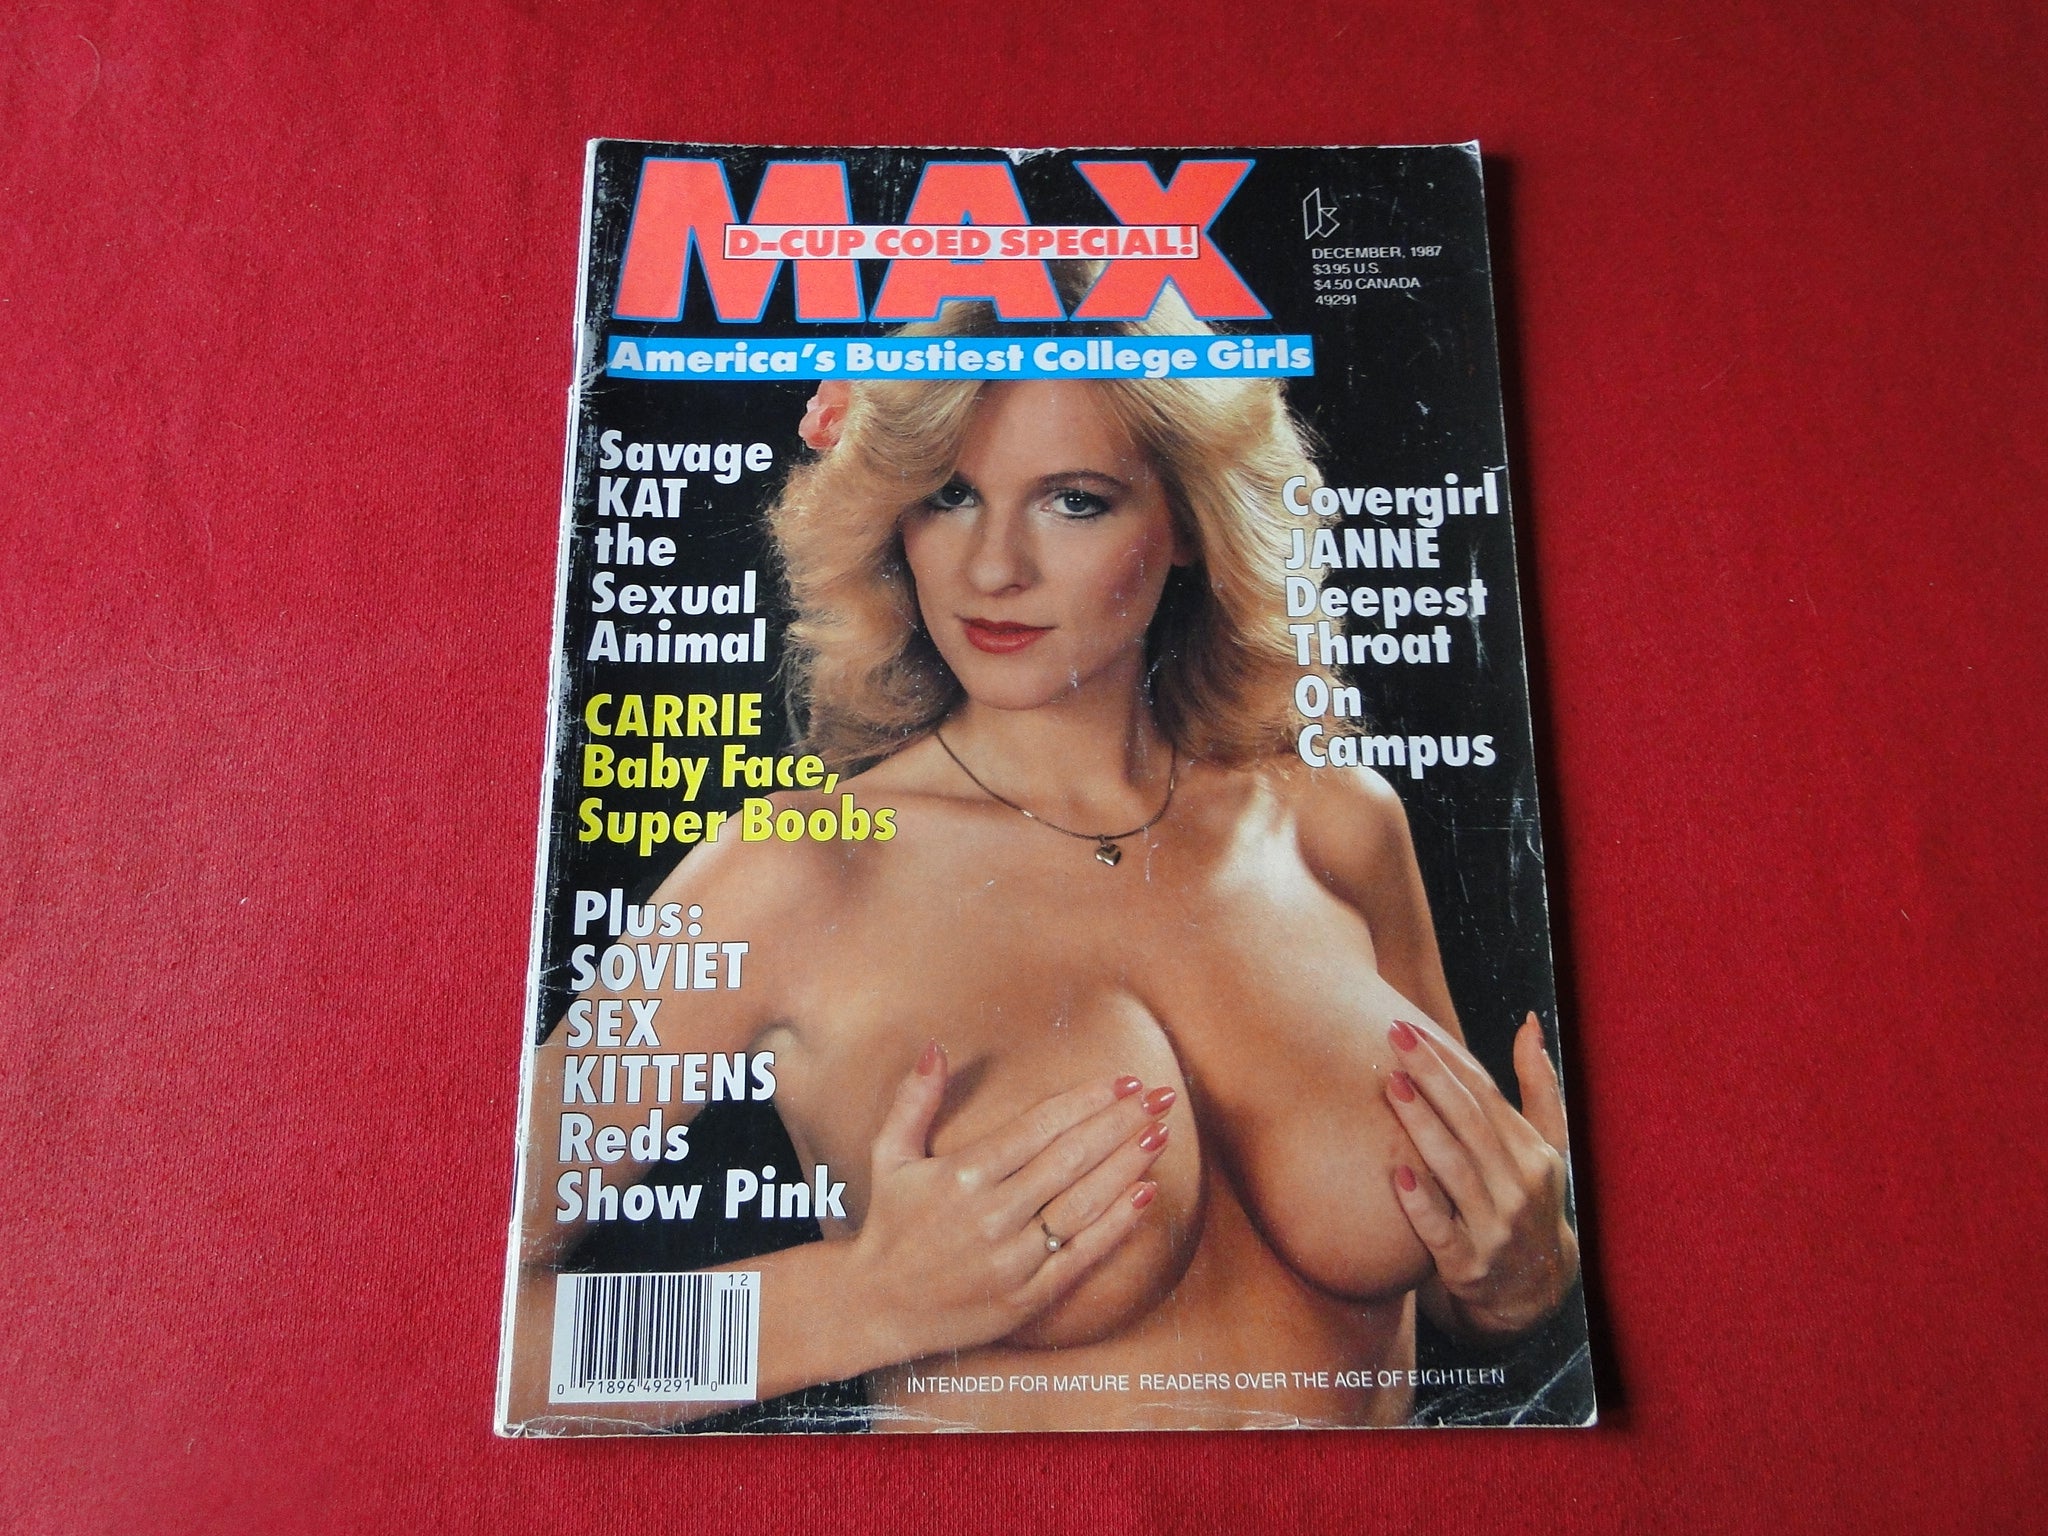 MAX
D-CUP COED SPECIAL!
DECEMBER, 1987
$3.95 U.S.
$4.50 CANADA
49291
America's Bustiest College Girls
Savage
KAT
the
Sexual
Animal
CARRIE
Baby Face,
Super Boobs
Plus:
SOVIET
SEX
KITTENS
Reds
Show Pink
Covergirl
JANNE
Deepest
Throat
On
Campus
12
0 71896 49291 0
INTENDED FOR MATURE READERS OVER THE AGE OF EIGHTEEN